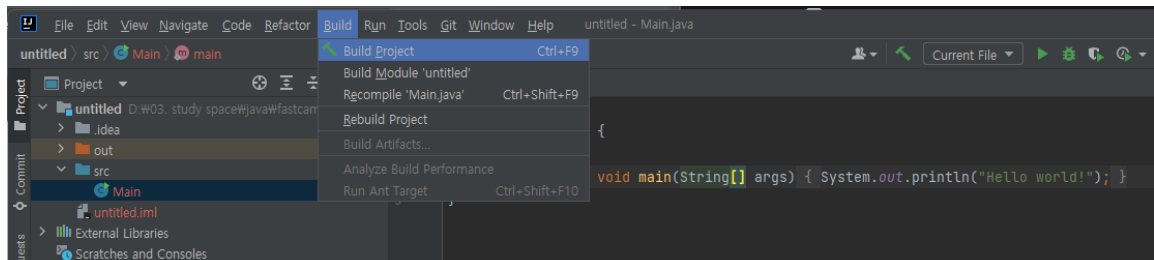 IJ File Edit View Navigate Code Refactor Build Run Tools Git Window Help untitled - Main.java
untitled 〉 src 〉 Main 〉 m main
Current File
Build Project Ctrl+F9
Build Module 'untitled'
Recompile 'Main.java' Ctrl+Shift+F9
Rebuild Project
Build Artifacts...
Analyze Build Performance
Run Ant Target Ctrl+Shift+F10
Project
Commit
Project
untitled D:₩03. study space₩java₩fastcam
.idea
out
src
Main
untitled.iml
External Libraries
Scratches and Consoles
{
void main(String[] args) { System.out.println("Hello world!"); }
}